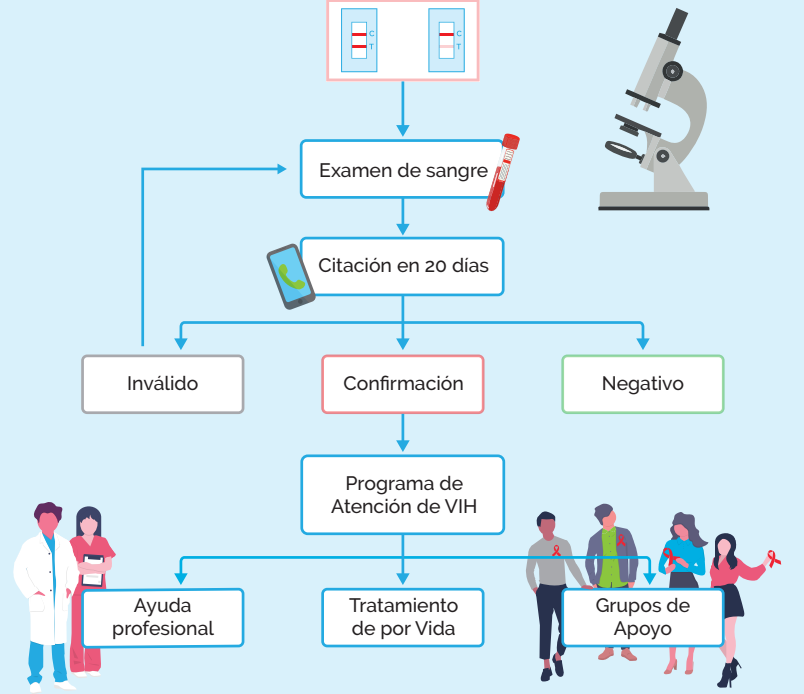 C
T
C
T
Examen de sangre
Citación en 20 días
Inválido
Confirmación
Negativo
Programa de
Atención de VIH
Ayuda
profesional
Tratamiento
de por Vida
Grupos de
Apoyo